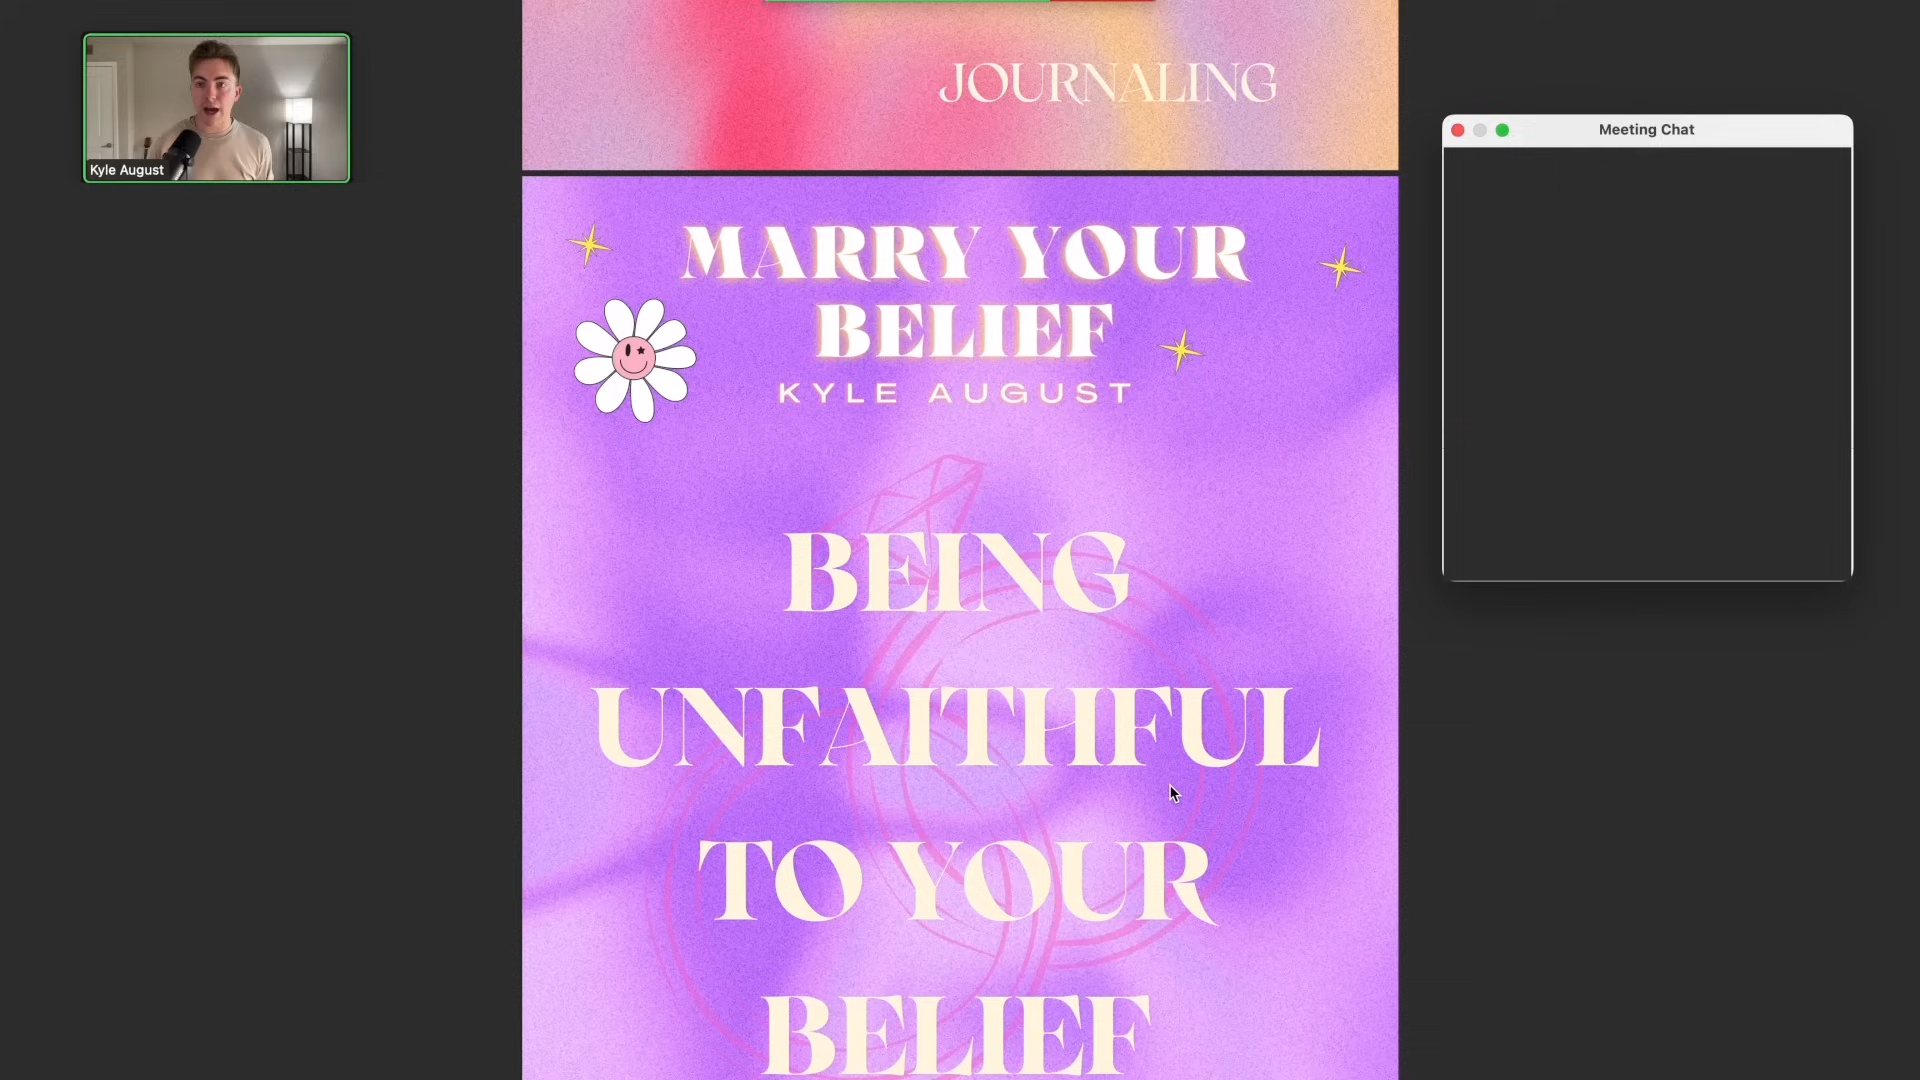 JOURNALING
Kyle August
Meeting Chat
MARRY YOUR
BELIEF
KYLE AUGUST
BEING
UNFAITHFUL
TO YOUR
BELIEF